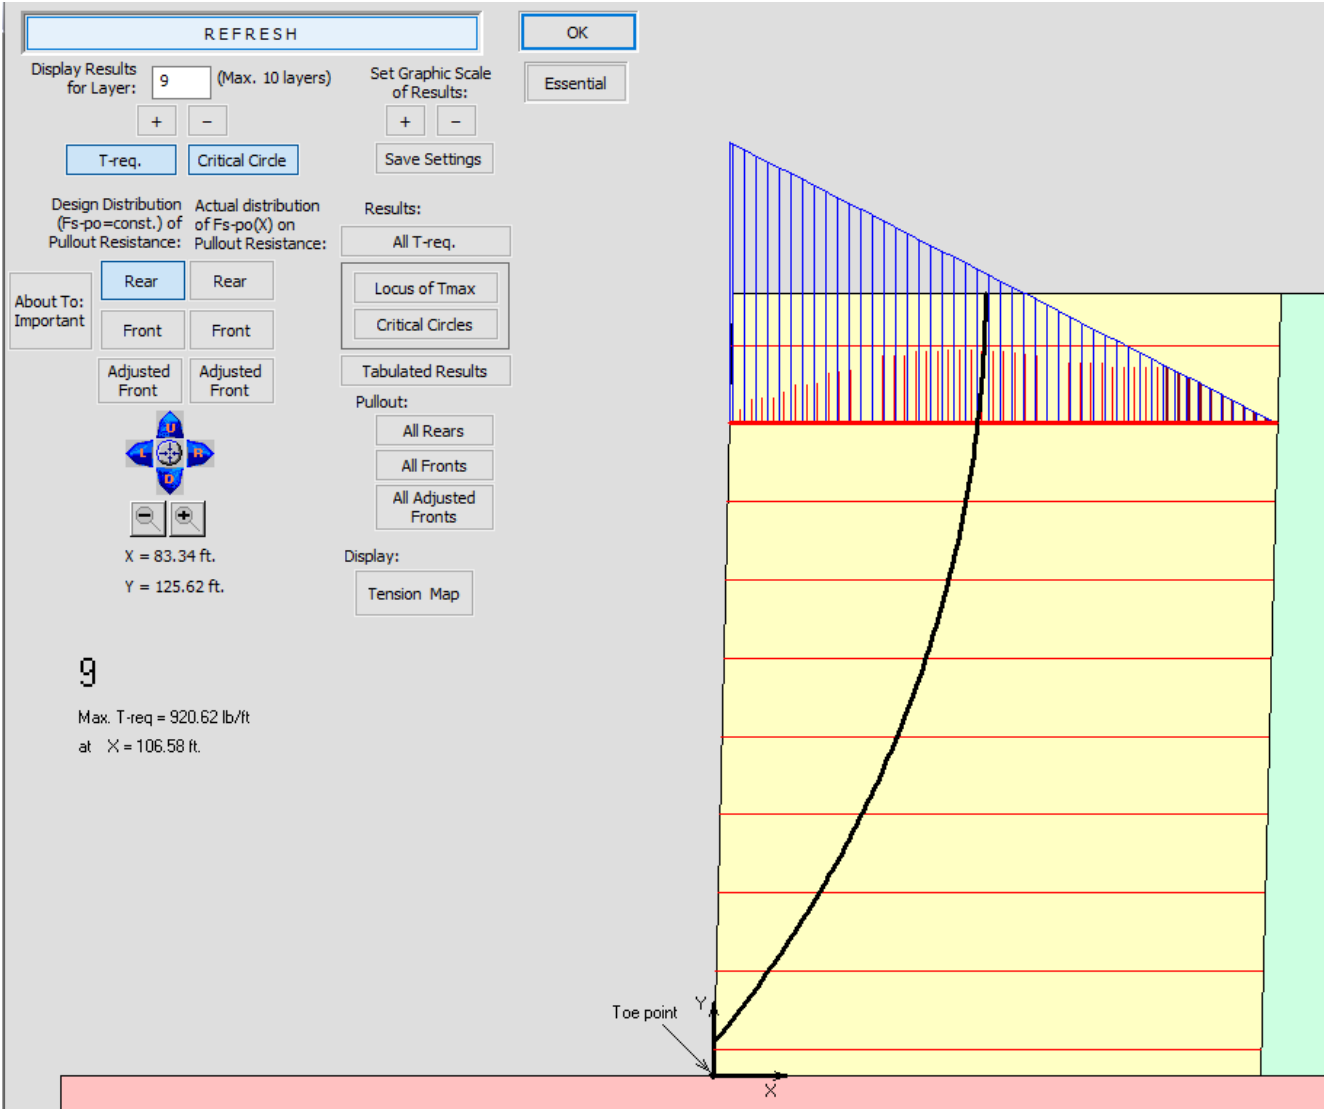 REFRESH
OK
Display Results
for Layer:
9
(Max. 10 layers)
Set Graphic Scale
of Results:
Essential
+
−
+
−
T-req.
Critical Circle
Save Settings
Design Distribution
(Fs-po=const.) of
Pullout Resistance:
Actual distribution
of Fs-po(X) on
Pullout Resistance:
Results:
All T-req.
About To:
Important
Rear
Rear
Locus of Tmax
Front
Front
Critical Circles
Adjusted
Front
Adjusted
Front
Tabulated Results
Pullout:
U
L
R
D
All Rears
All Fronts
All Adjusted
Fronts
X = 83.34 ft.
Y = 125.62 ft.
Display:
Tension Map
9
Max. T-req = 920.62 lb/ft
at X = 106.58 ft.
Toe point
Y
X